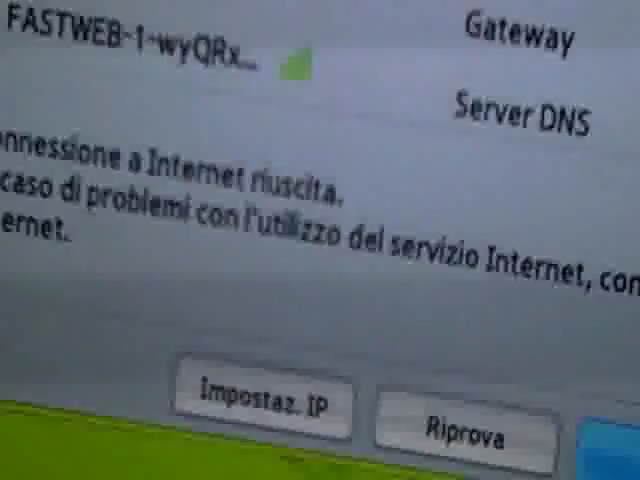 FASTWEB-1-wyQRx...
Gateway
Server DNS
onnessione a Internet riuscita.
caso di problemi con l'utilizzo del servizio Internet, con
ernet.
Impostaz. IP
Riprova